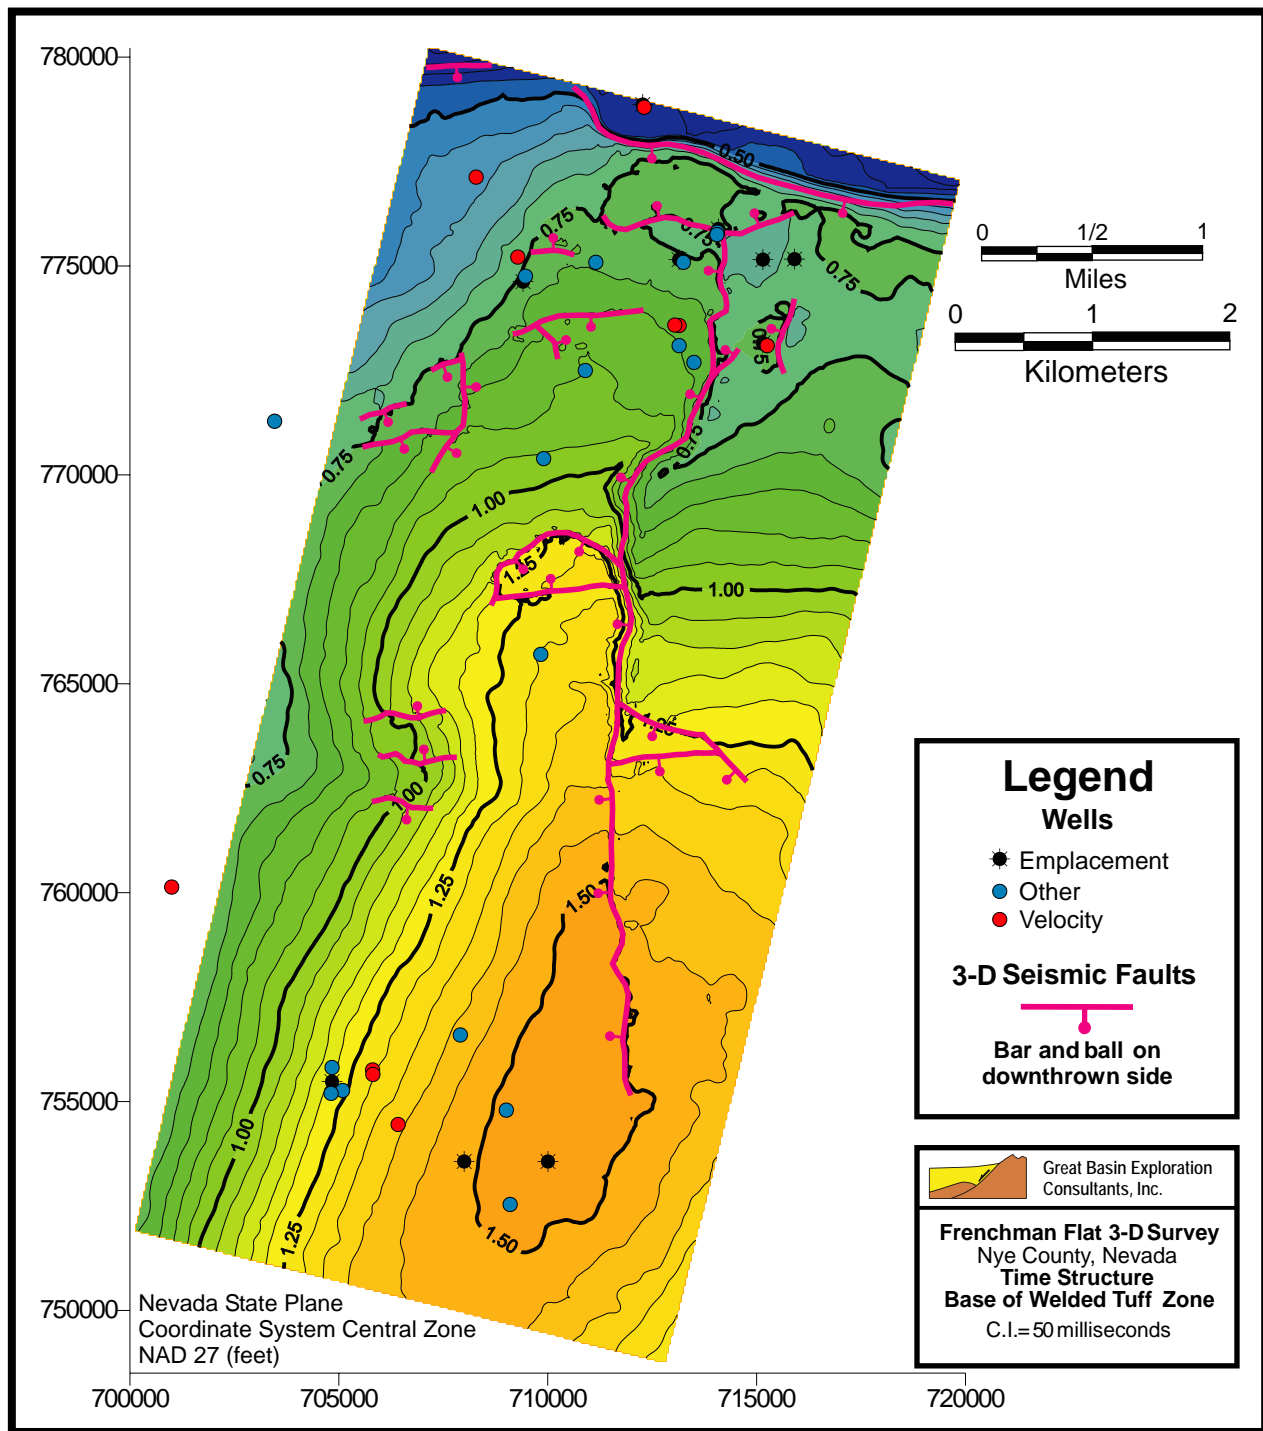 780000
775000
770000
765000
760000
755000
750000
700000
705000
710000
715000
720000
0.50
0.75
0.75
0.75
0.75
0.75
0.75
1.00
1.25
1.00
1.25
0.75
1.00
1.25
1.50
1.00
1.25
1.50
0 1/2 1
Miles
0 1 2
Kilometers
Legend
Wells
Emplacement
Other
Velocity
3-D Seismic Faults
Bar and ball on
downthrown side
Great Basin Exploration
Consultants, Inc.
Frenchman Flat 3-D Survey
Nye County, Nevada
Time Structure
Base of Welded Tuff Zone
C.I.= 50 milliseconds
Nevada State Plane
Coordinate System Central Zone
NAD 27 (feet)